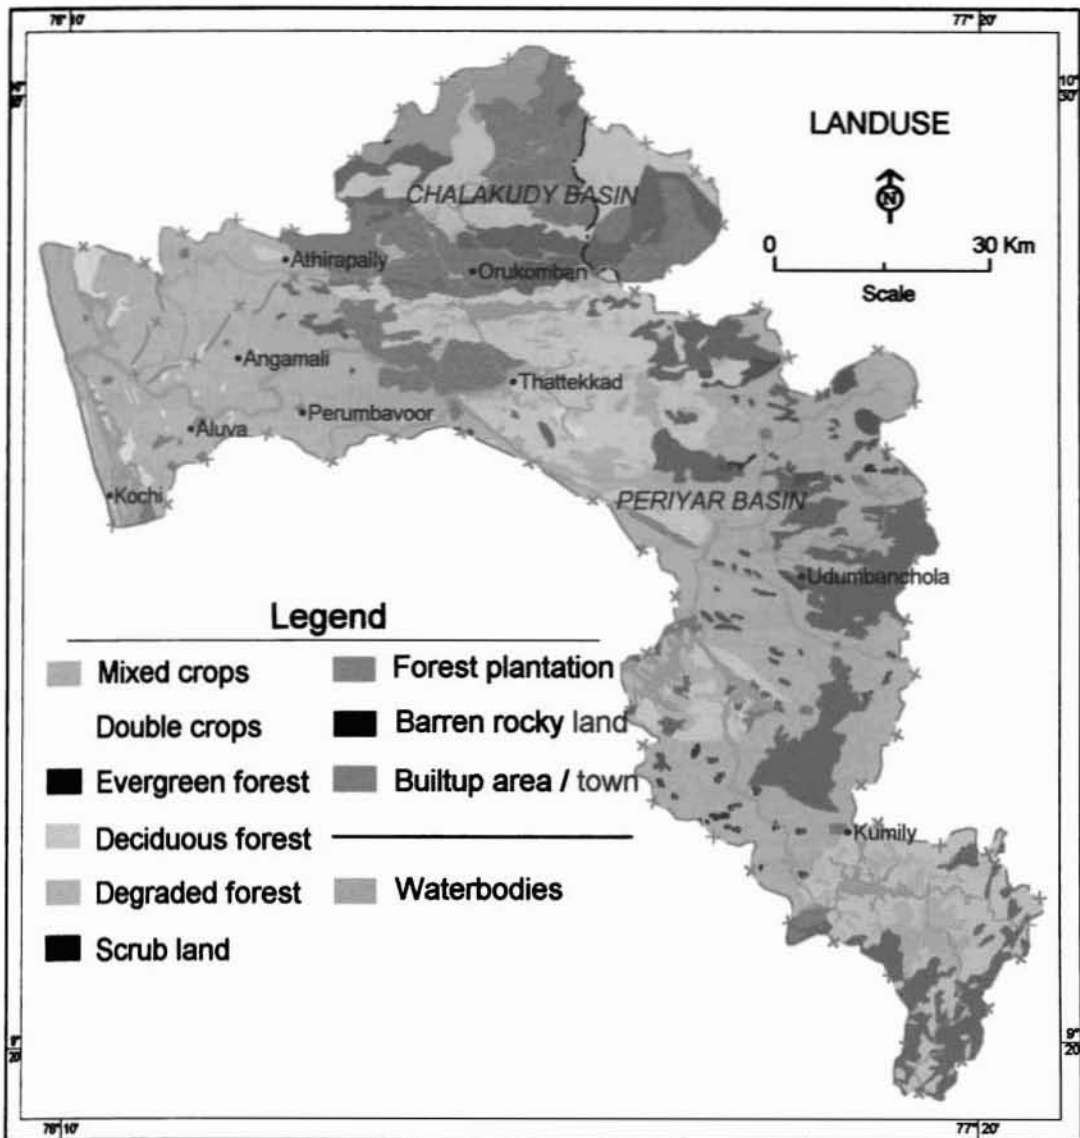 76° 10' 77° 20'
10° 30'
LANDUSE
N
0 30 Km
Scale
CHALAKUDY BASIN
Athirapaily
Orukomban
Angamali
Thattekkad
Perumbavoor
Aluva
Kochi
PERIYAR BASIN
Udumbanchola
Kumily
Legend
Mixed crops
Double crops
Evergreen forest
Deciduous forest
Degraded forest
Scrub land
Forest plantation
Barren rocky land
Builtup area / town
Waterbodies
9° 20' 9° 20'
76° 10' 77° 20'